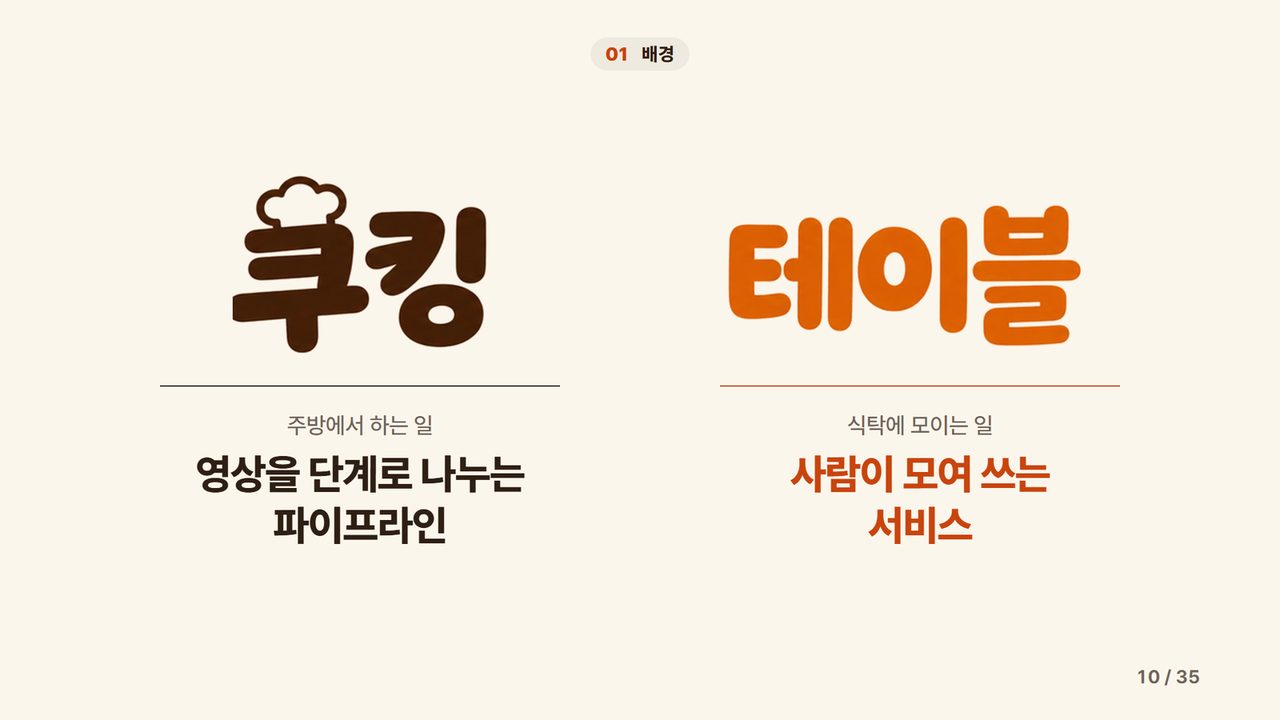 01 배경
쿠킹
주방에서 하는 일
영상을 단계로 나누는
파이프라인
테이블
식탁에 모이는 일
사람이 모여 쓰는
서비스
10 / 35